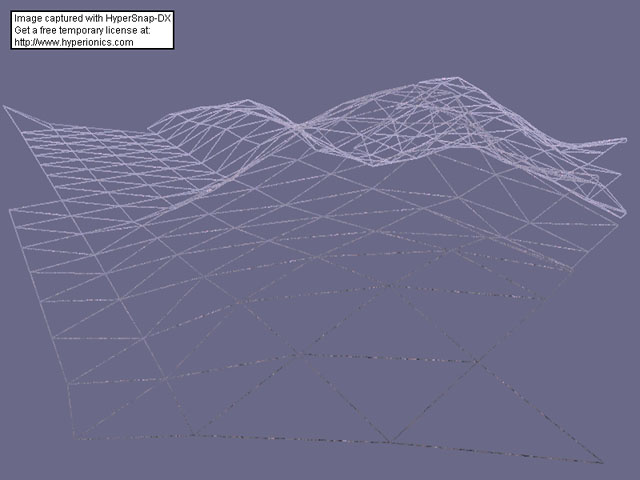 Image captured with HyperSnap-DX
Get a free temporary license at:
http://www.hyperionics.com